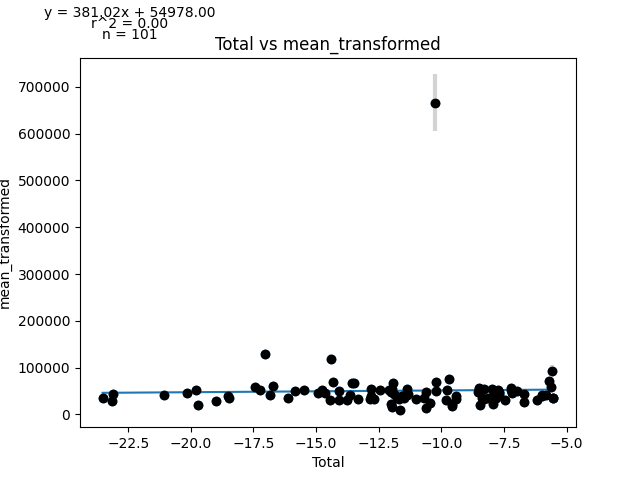 y = 381.02x + 54978.00
r^2 = 0.00
n = 101
Total vs mean_transformed
700000
600000
500000
400000
300000
200000
100000
0
mean_transformed
−22.5 −20.0 −17.5 −15.0 −12.5 −10.0 −7.5 −5.0
Total